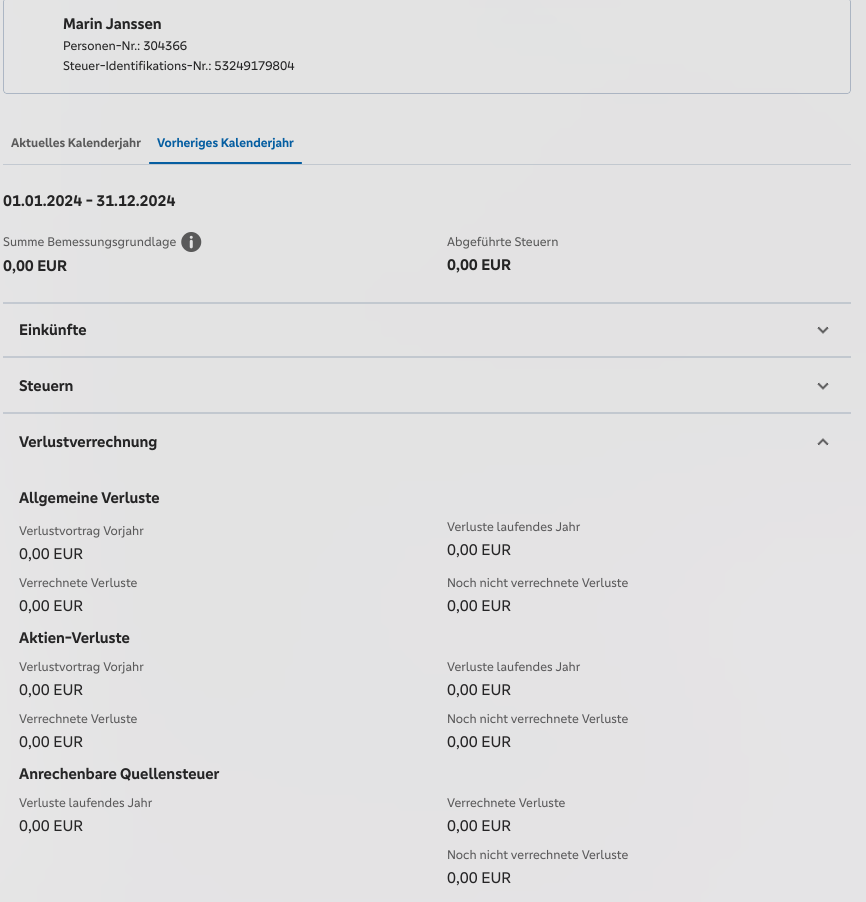 Marin Janssen
Personen-Nr.: 304366
Steuer-Identifikations-Nr.: 53249179804
Aktuelles Kalenderjahr Vorheriges Kalenderjahr
01.01.2024 - 31.12.2024
Summe Bemessungsgrundlage i Abgeführte Steuern
0,00 EUR 0,00 EUR
Einkünfte
Steuern
Verlustverrechnung
Allgemeine Verluste
Verlustvortrag Vorjahr Verluste laufendes Jahr
0,00 EUR 0,00 EUR
Verrechnete Verluste Noch nicht verrechnete Verluste
0,00 EUR 0,00 EUR
Aktien-Verluste
Verlustvortrag Vorjahr Verluste laufendes Jahr
0,00 EUR 0,00 EUR
Verrechnete Verluste Noch nicht verrechnete Verluste
0,00 EUR 0,00 EUR
Anrechenbare Quellensteuer
Verluste laufendes Jahr Verrechnete Verluste
0,00 EUR 0,00 EUR
Noch nicht verrechnete Verluste
0,00 EUR